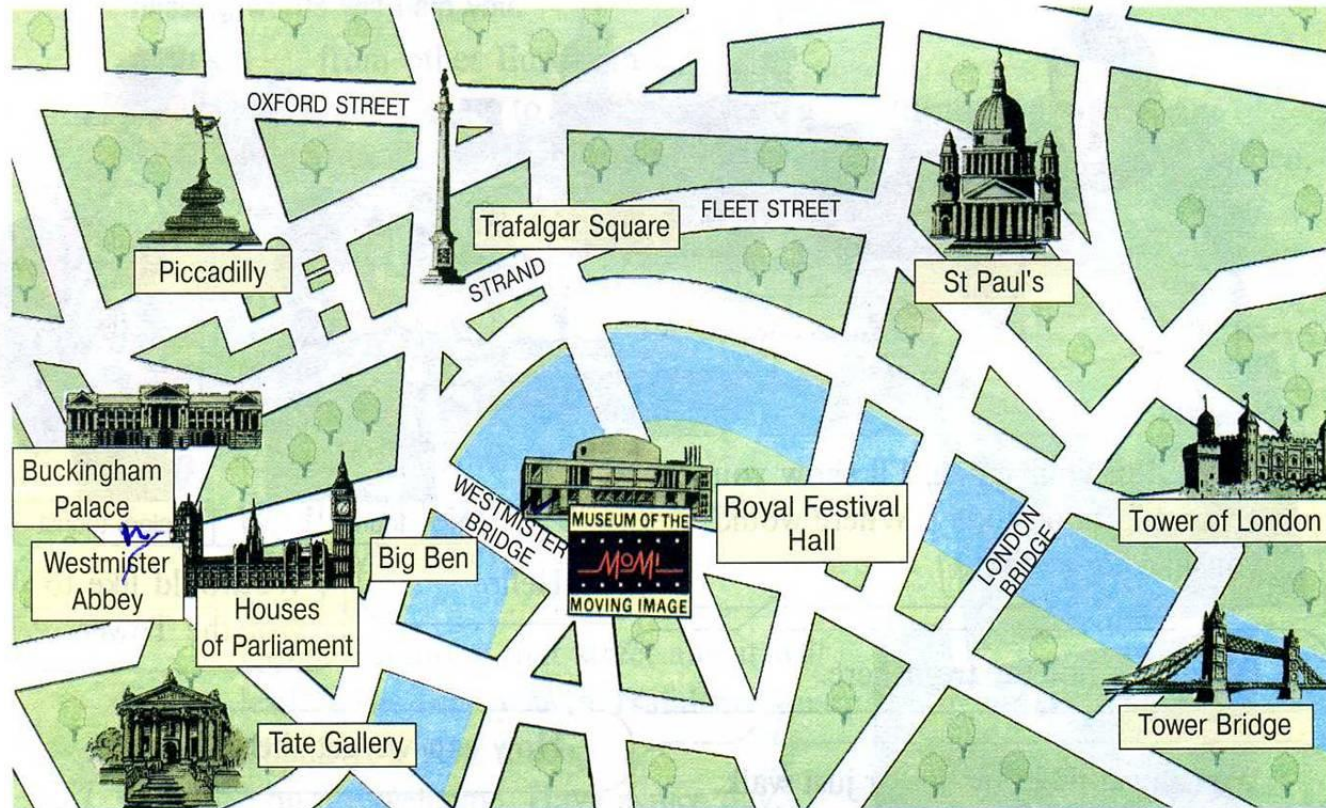 OXFORD STREET
Piccadilly
Trafalgar Square
STRAND
FLEET STREET
St Paul's
Buckingham
Palace
n
Westmister
Abbey
Houses
of Parliament
Big Ben
WESTMISTER
BRIDGE
MUSEUM OF THE
MOMI
MOVING IMAGE
Royal Festival
Hall
LONDON
BRIDGE
Tower of London
Tower Bridge
Tate Gallery